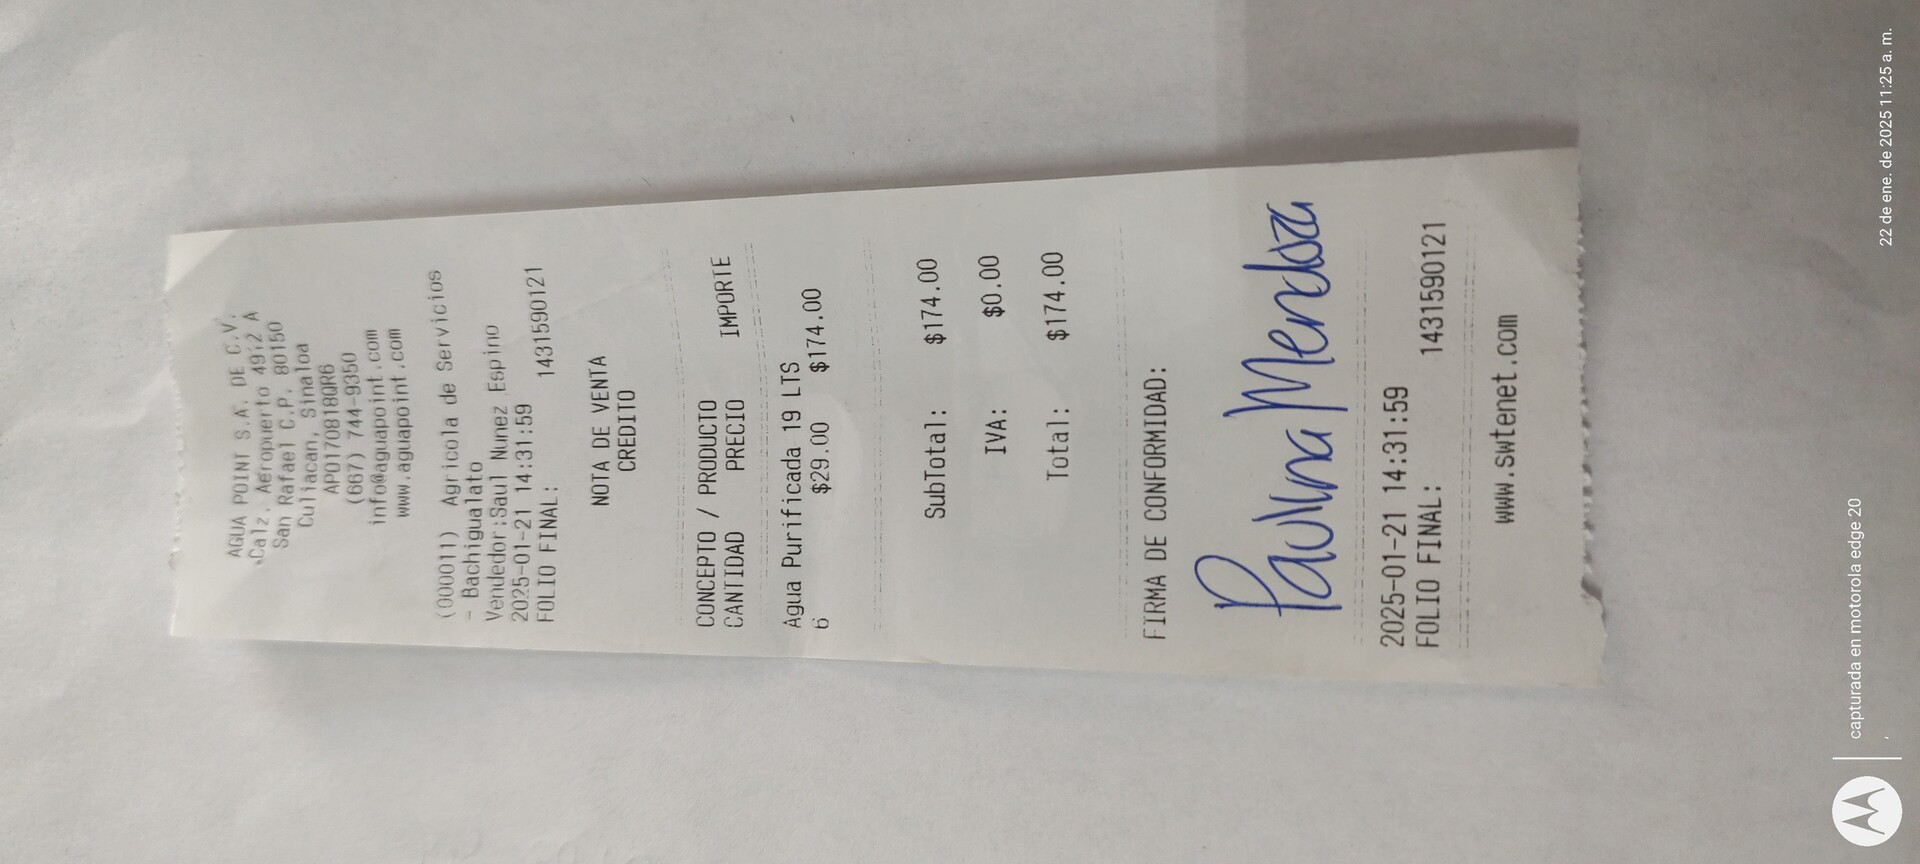 AGUA POINT S.A. DE C.V.
Calz. Aeropuerto 4912 A
San Rafael C.P. 80150
Culiacan, Sinaloa
APO170818QR6
(667) 744-9350
info@aguapoint.com
www.aguapoint.com
(000011) Agricola de Servicios
- Bachigualato
Vendedor:Saul Nunez Espino
2025-01-21 14:31:59
FOLIO FINAL: 1431590121
NOTA DE VENTA
CREDITO
CONCEPTO / PRODUCTO
CANTIDAD PRECIO IMPORTE
Agua Purificada 19 LTS
6 $29.00 $174.00
SubTotal: $174.00
IVA: $0.00
Total: $174.00
FIRMA DE CONFORMIDAD:
Paulina Mendoza
2025-01-21 14:31:59
FOLIO FINAL: 1431590121
www.swtenet.com
capturada en motorola edge 20
22 de ene. de 2025 11:25 a. m.